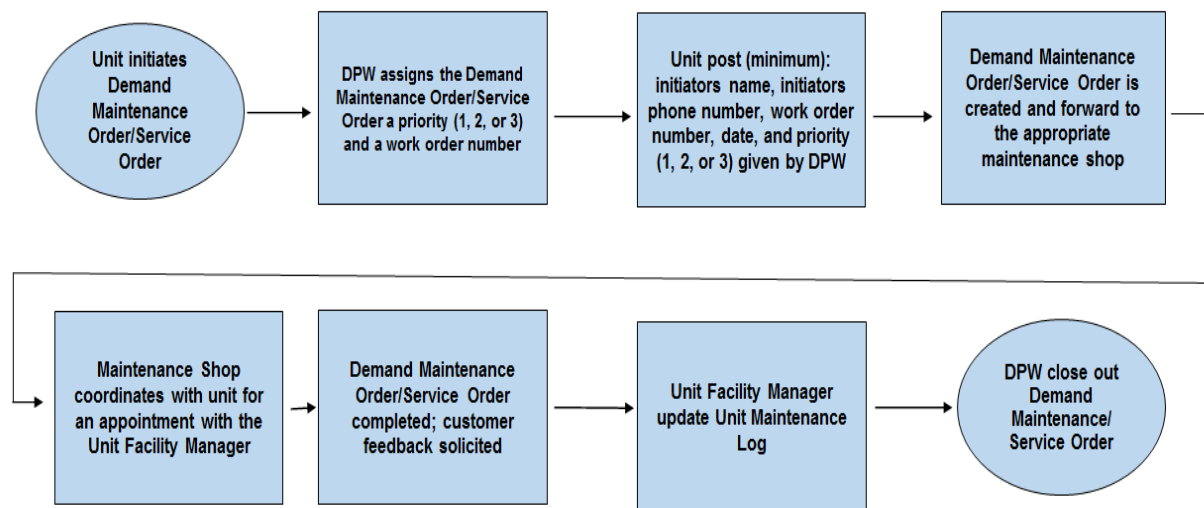 Unit initiates
Demand
Maintenance
Order/Service
Order
DPW assigns the Demand
Maintenance Order/Service
Order a priority (1, 2, or 3)
and a work order number
Unit post (minimum):
initiators name, initiators
phone number, work order
number, date, and priority
(1, 2, or 3) given by DPW
Demand Maintenance
Order/Service Order is
created and forward to
the appropriate
maintenance shop
Maintenance Shop
coordinates with unit for
an appointment with the
Unit Facility Manager
Demand Maintenance
Order/Service Order
completed; customer
feedback solicited
Unit Facility Manager
update Unit Maintenance
Log
DPW close out
Demand
Maintenance/
Service Order